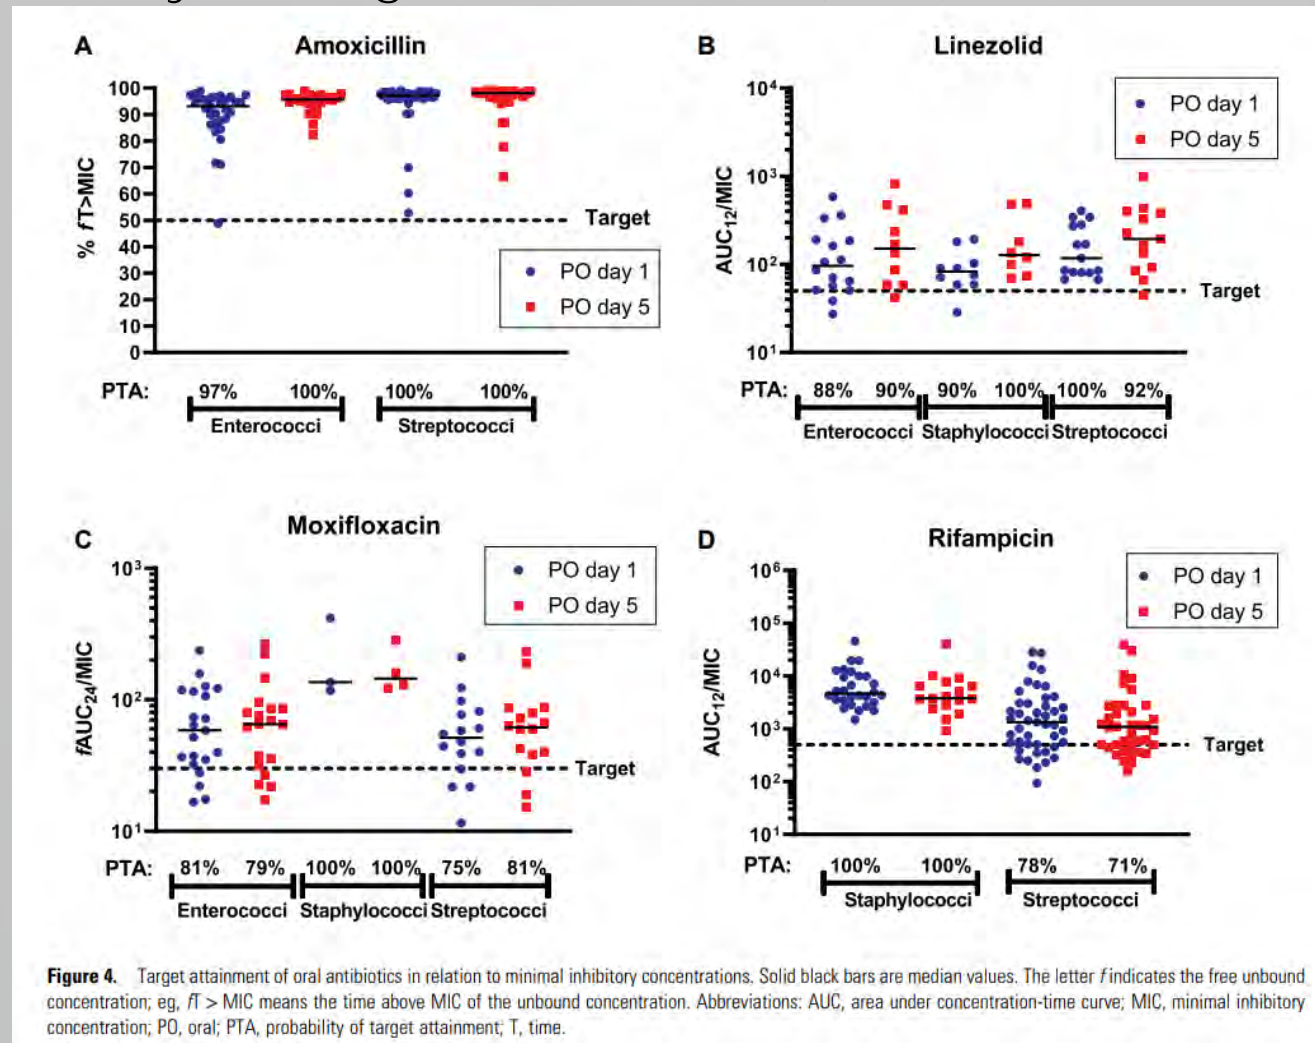 A
Amoxicillin
% fT>MIC
100
90
80
70
60
50
40
30
20
10
0
Target
PO day 1
PO day 5
PTA: 97% 100% 100% 100%
Enterococci Streptococci
B
Linezolid
AUC12/MIC
10⁴
10³
10²
10¹
PO day 1
PO day 5
Target
PTA: 88% 90% 90% 100% 100% 92%
Enterococci Staphylococci Streptococci
C
Moxifloxacin
fAUC24/MIC
10³
10²
10¹
PO day 1
PO day 5
Target
PTA: 81% 79% 100% 100% 75% 81%
Enterococci Staphylococci Streptococci
D
Rifampicin
AUC12/MIC
10⁶
10⁵
10⁴
10³
10²
10¹
PO day 1
PO day 5
Target
PTA: 100% 100% 78% 71%
Staphylococci Streptococci
Figure 4. Target attainment of oral antibiotics in relation to minimal inhibitory concentrations. Solid black bars are median values. The letter f indicates the free unbound
concentration; eg, fT > MIC means the time above MIC of the unbound concentration. Abbreviations: AUC, area under concentration-time curve; MIC, minimal inhibitory
concentration; PO, oral; PTA, probability of target attainment; T, time.